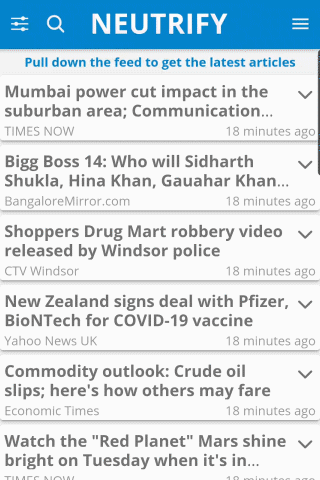 NEUTRIFY
Pull down the feed to get the latest articles
Mumbai power cut impact in the
suburban area; Communication...
TIMES NOW 18 minutes ago
Bigg Boss 14: Who will Sidharth
Shukla, Hina Khan, Gauahar Khan...
BangaloreMirror.com 18 minutes ago
Shoppers Drug Mart robbery video
released by Windsor police
CTV Windsor 18 minutes ago
New Zealand signs deal with Pfizer,
BioNTech for COVID-19 vaccine
Yahoo News UK 18 minutes ago
Commodity outlook: Crude oil
slips; here's how others may fare
Economic Times 18 minutes ago
Watch the "Red Planet" Mars shine
bright on Tuesday when it's in...
TIMES NOW 18 minutes ago